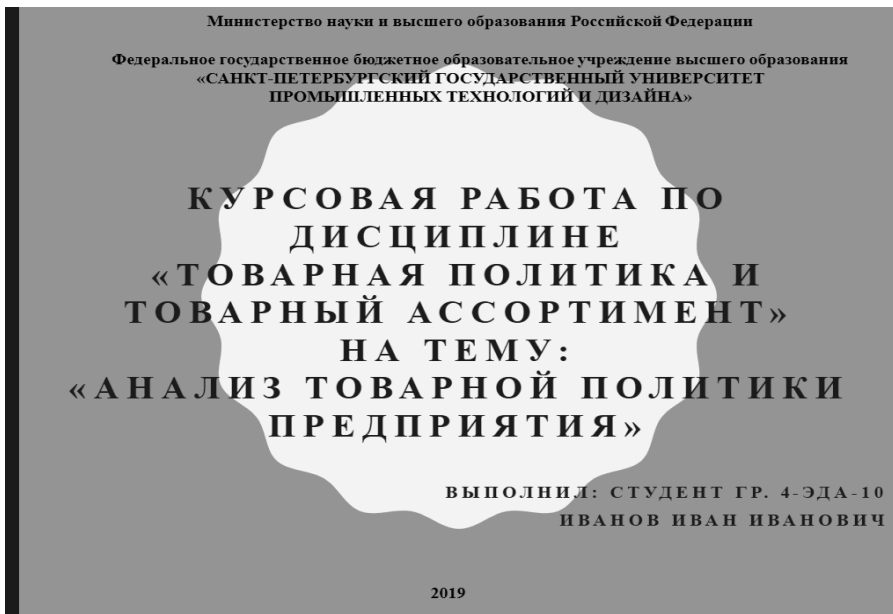 Министерство науки и высшего образования Российской Федерации
Федеральное государственное бюджетное образовательное учреждение высшего образования
«САНКТ-ПЕТЕРБУРГСКИЙ ГОСУДАРСТВЕННЫЙ УНИВЕРСИТЕТ
ПРОМЫШЛЕННЫХ ТЕХНОЛОГИЙ И ДИЗАЙНА»
КУРСОВАЯ РАБОТА ПО
ДИСЦИПЛИНЕ
«ТОВАРНАЯ ПОЛИТИКА И
ТОВАРНЫЙ АССОРТИМЕНТ»
НА ТЕМУ:
«АНАЛИЗ ТОВАРНОЙ ПОЛИТИКИ
ПРЕДПРИЯТИЯ»
ВЫПОЛНИЛ: СТУДЕНТ ГР. 4-ЭДА-10
ИВАНОВ ИВАН ИВАНОВИЧ
2019